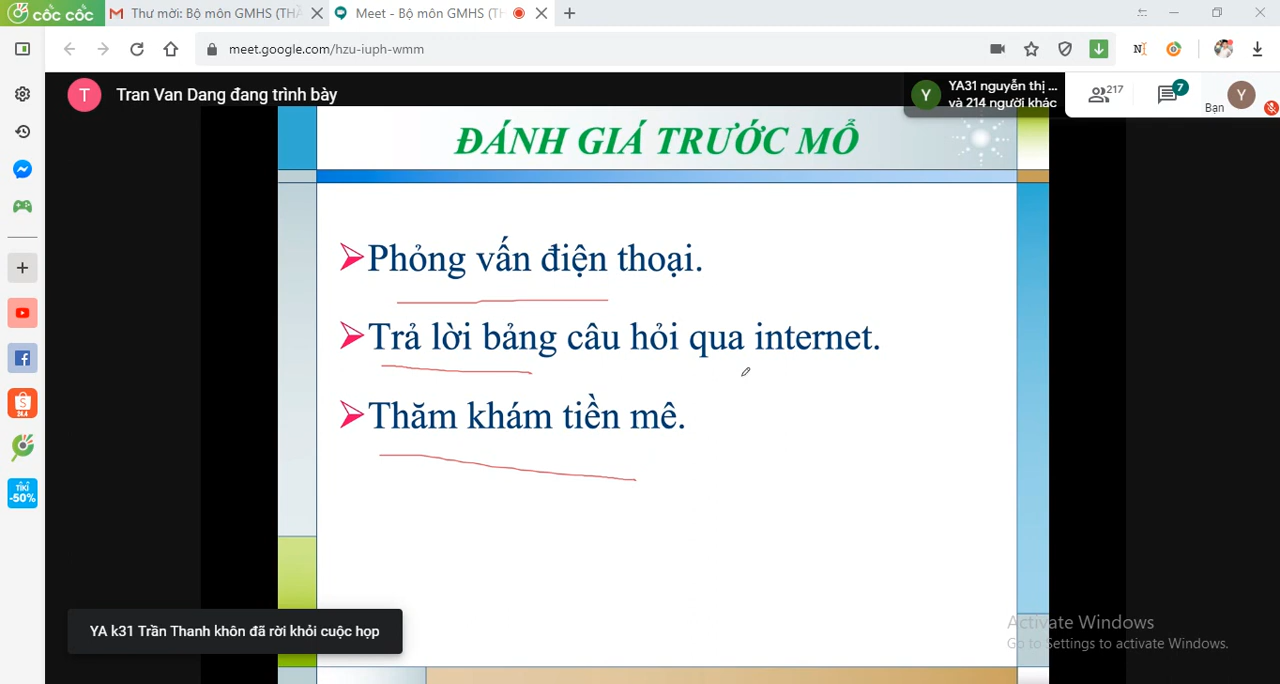 cốc cốc
Thư mời: Bộ môn GMHS (TH
Meet - Bộ môn GMHS (TH
meet.google.com/hzu-iuph-wmm
T
Tran Van Dang đang trình bày
Y
YA31 nguyễn thị ...
và 214 người khác
217
7
Bạn
Y
ĐÁNH GIÁ TRƯỚC MỔ
Phỏng vấn điện thoại.
Trả lời bảng câu hỏi qua internet.
Thăm khám tiền mê.
TIKI
-50%
YA k31 Trần Thanh khôn đã rời khỏi cuộc họp
Activate Windows
Go to Settings to activate Windows.